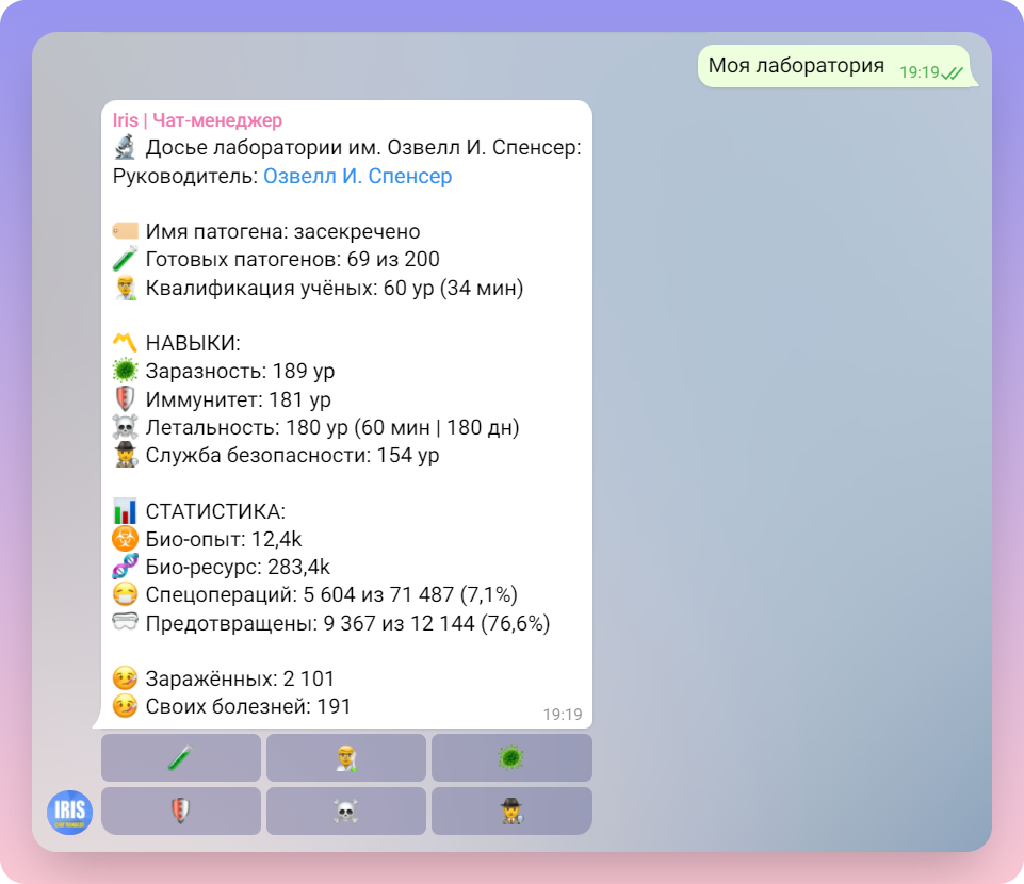 Моя лаборатория 19:19
Iris | Чат-менеджер
Досье лаборатории им. Озвелл И. Спенсер:
Руководитель: Озвелл И. Спенсер
Имя патогена: засекречено
Готовых патогенов: 69 из 200
Квалификация учёных: 60 ур (34 мин)
НАВЫКИ:
Заразность: 189 ур
Иммунитет: 181 ур
Летальность: 180 ур (60 мин | 180 дн)
Служба безопасности: 154 ур
СТАТИСТИКА:
Био-опыт: 12,4k
Био-ресурс: 283,4k
Спецопераций: 5 604 из 71 487 (7,1%)
Предотвращены: 9 367 из 12 144 (76,6%)
Заражённых: 2 101
Своих болезней: 191
19:19
IRIS